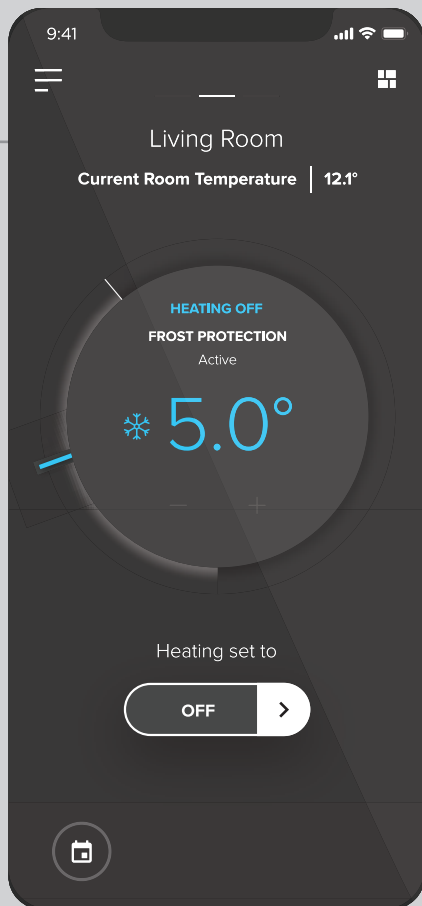 9:41
Living Room
Current Room Temperature | 12.1°
HEATING OFF
FROST PROTECTION
Active
5.0°
− +
Heating set to
OFF >